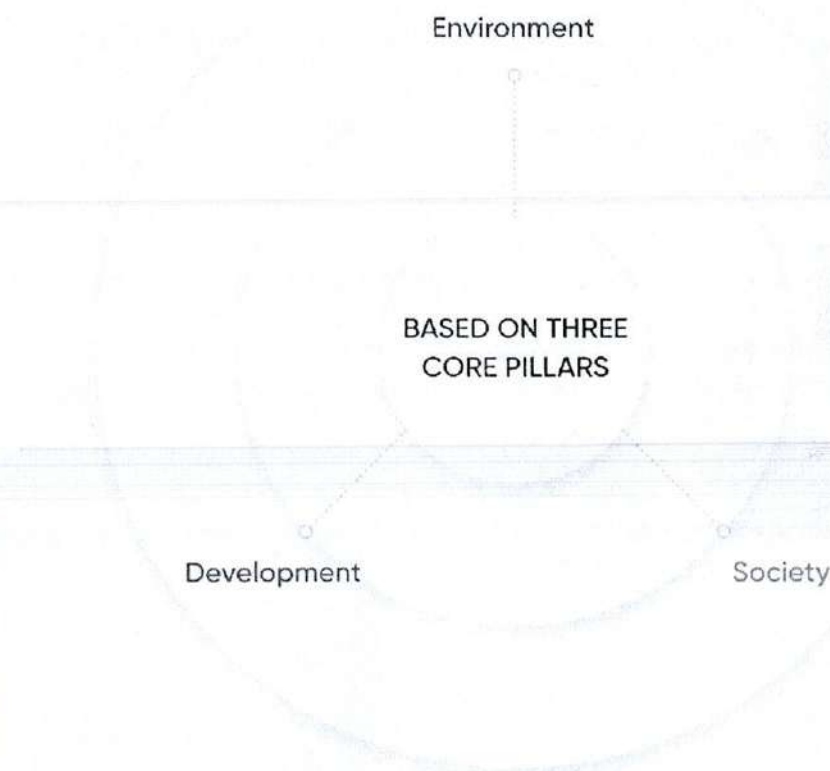 Environment
BASED ON THREE
CORE PILLARS
Development
Society